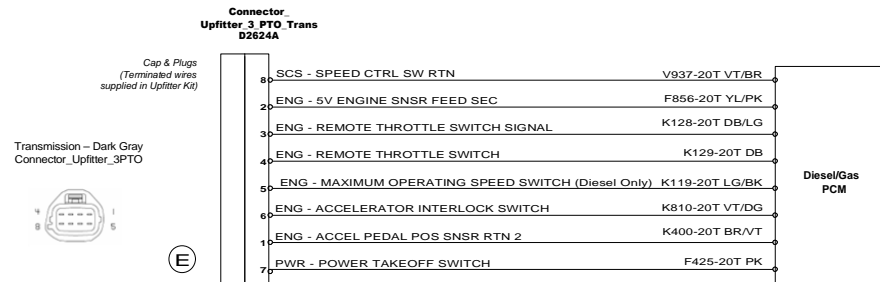 Connector_
Upfitter_3_PTO_Trans
D2624A
Cap & Plugs
(Terminated wires
supplied in Upfitter Kit)
8 SCS - SPEED CTRL SW RTN V937-20T VT/BR
2 ENG - 5V ENGINE SNSR FEED SEC F856-20T YL/PK
3 ENG - REMOTE THROTTLE SWITCH SIGNAL K128-20T DB/LG
Transmission – Dark Gray
Connector_Upfitter_3PTO
4 ENG - REMOTE THROTTLE SWITCH K129-20T DB
Diesel/Gas
PCM
5 ENG - MAXIMUM OPERATING SPEED SWITCH (Diesel Only) K119-20T LG/BK
4 1
8 5
6 ENG - ACCELERATOR INTERLOCK SWITCH K810-20T VT/DG
1 ENG - ACCEL PEDAL POS SNSR RTN 2 K400-20T BR/VT
E
7 PWR - POWER TAKEOFF SWITCH F425-20T PK